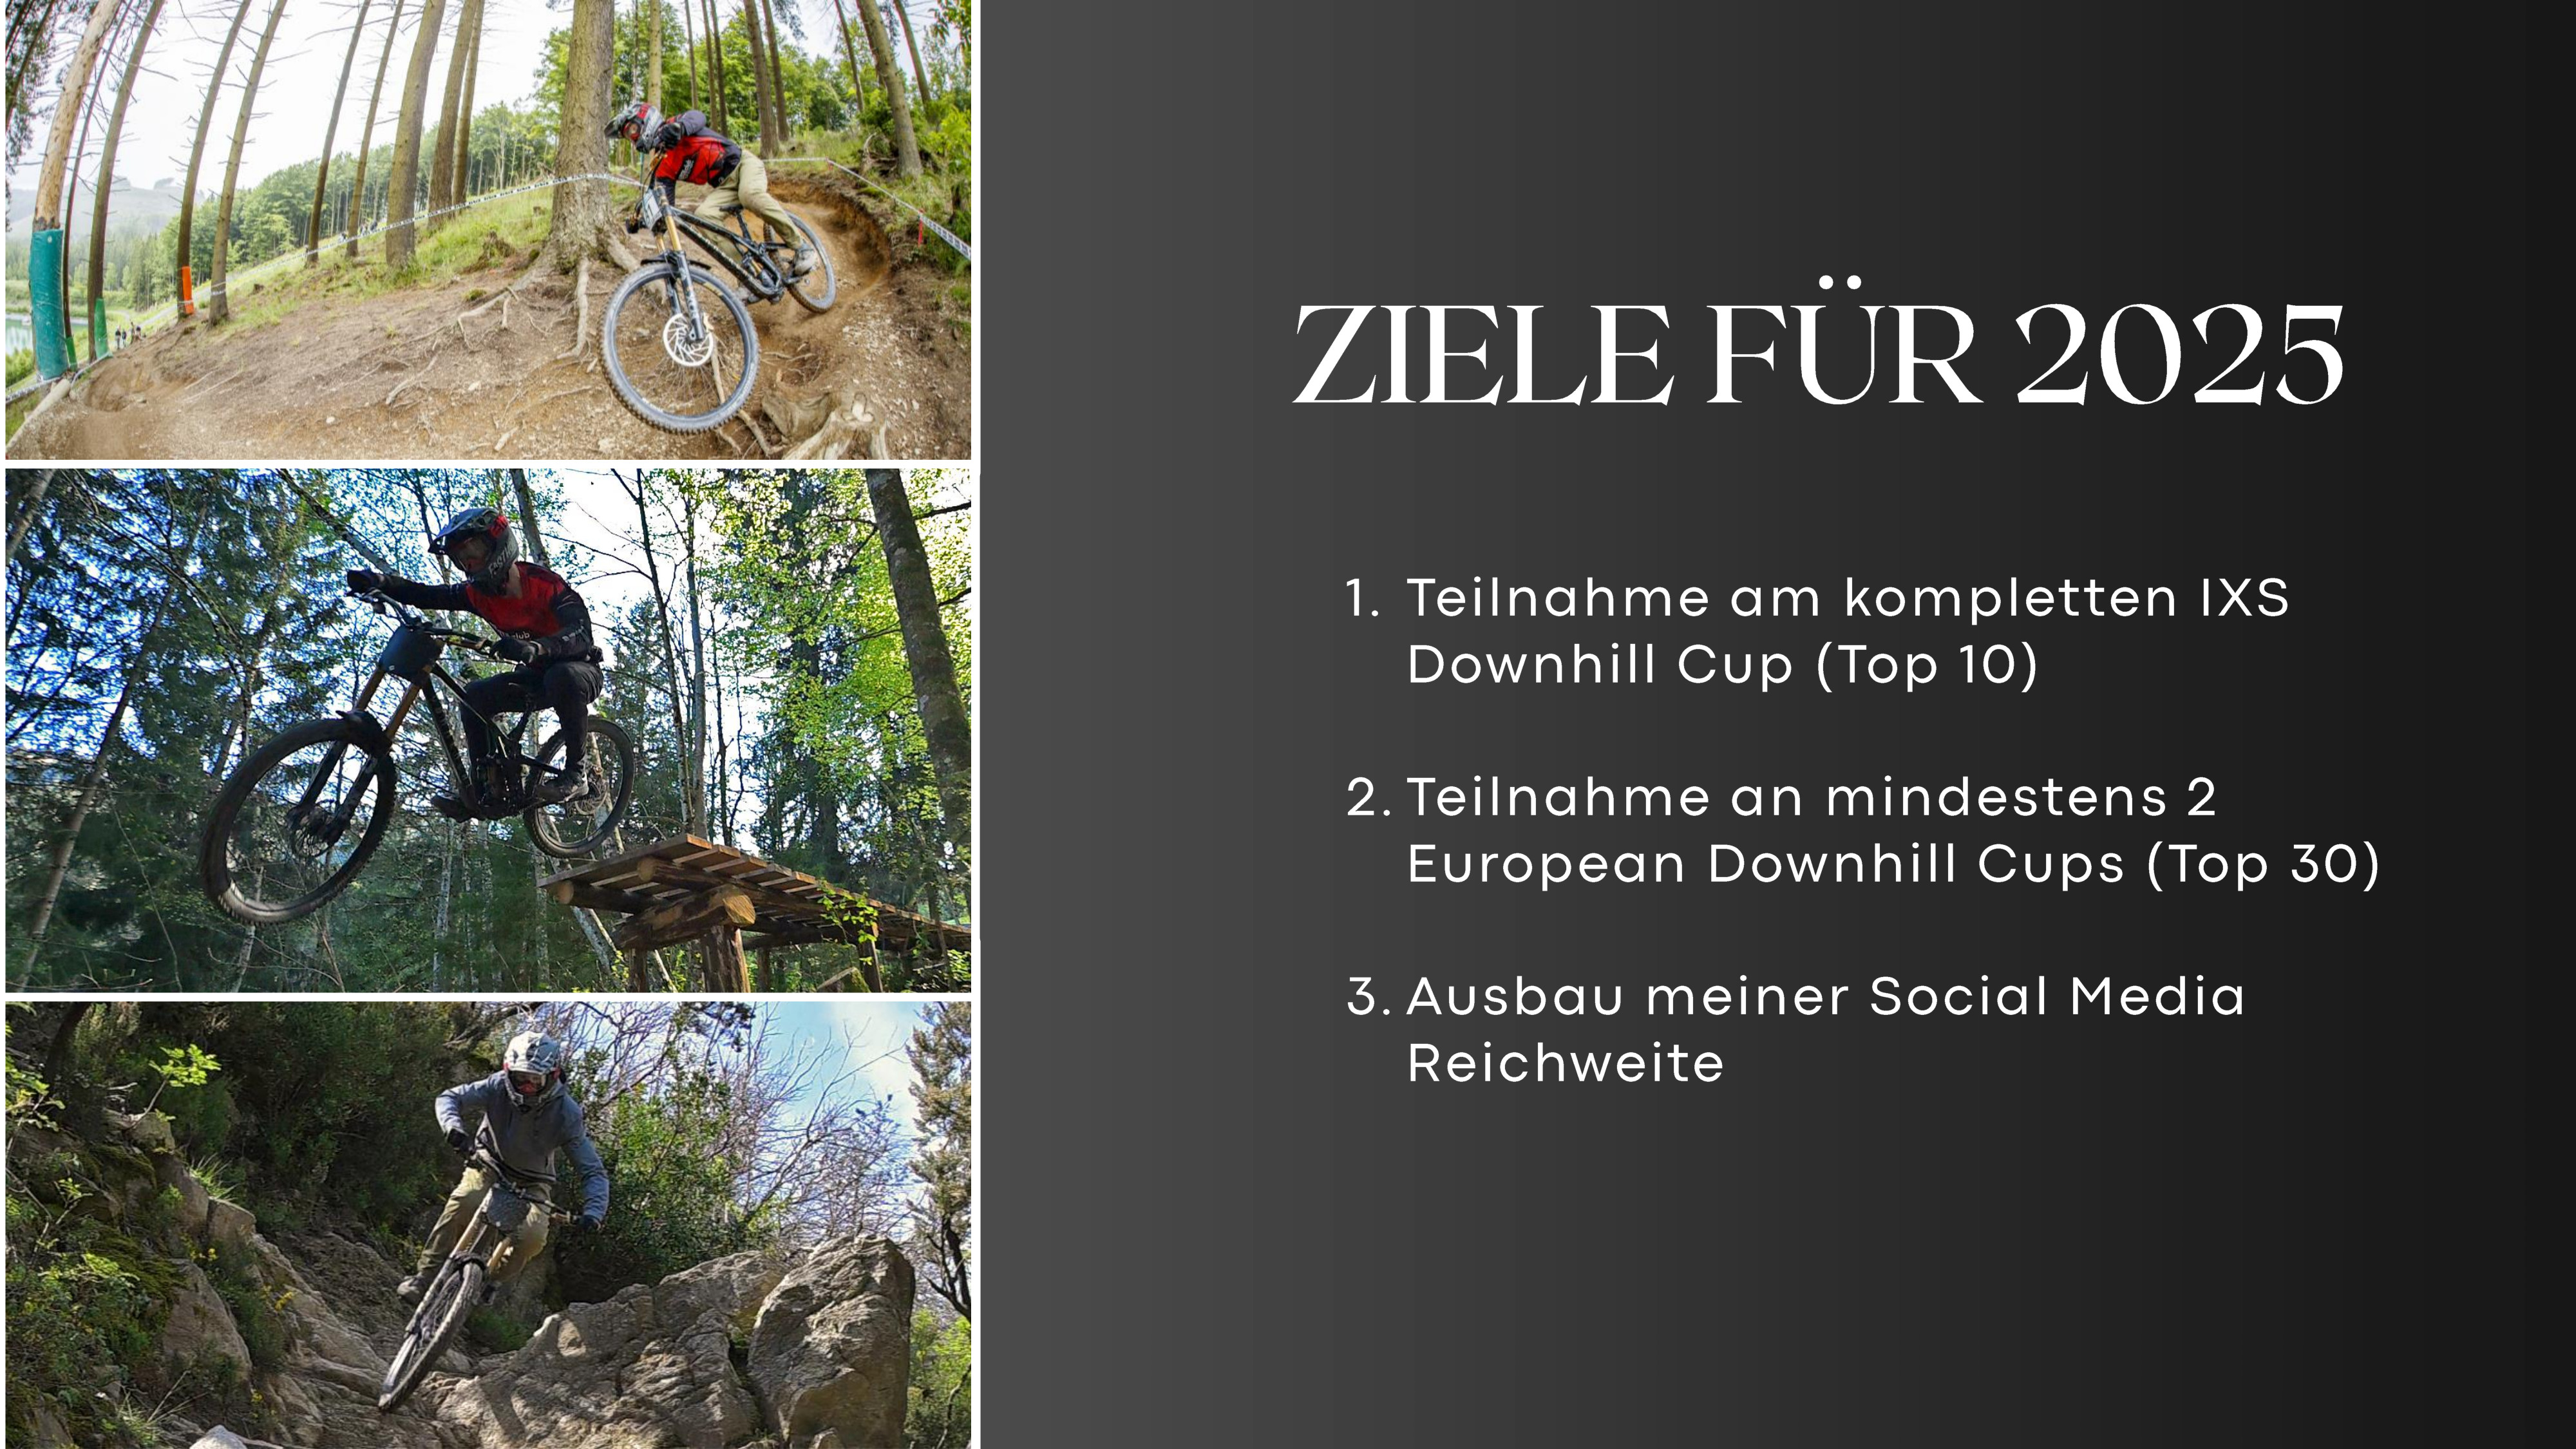 ZIELE FÜR 2025
1. Teilnahme am kompletten IXS
Downhill Cup (Top 10)
2. Teilnahme an mindestens 2
European Downhill Cups (Top 30)
3. Ausbau meiner Social Media
Reichweite